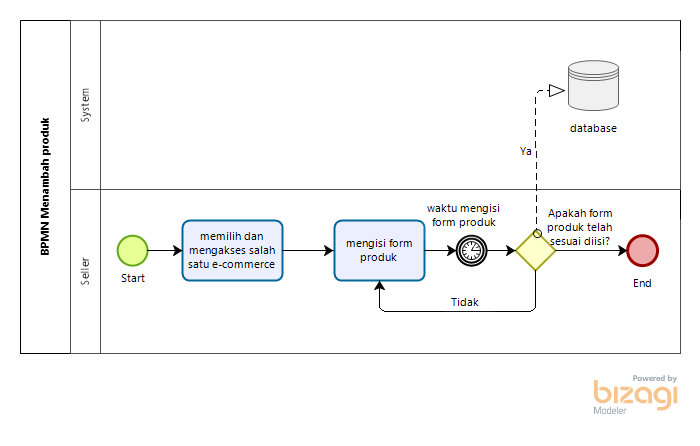 BPMN Menambah produk
System
database
Ya
Seller
Start
memilih dan
mengakses salah
satu e-commerce
mengisi form
produk
waktu mengisi
form produk
Apakah form
produk telah
sesuai diisi?
Tidak
End
Powered by
bizagi
Modeler